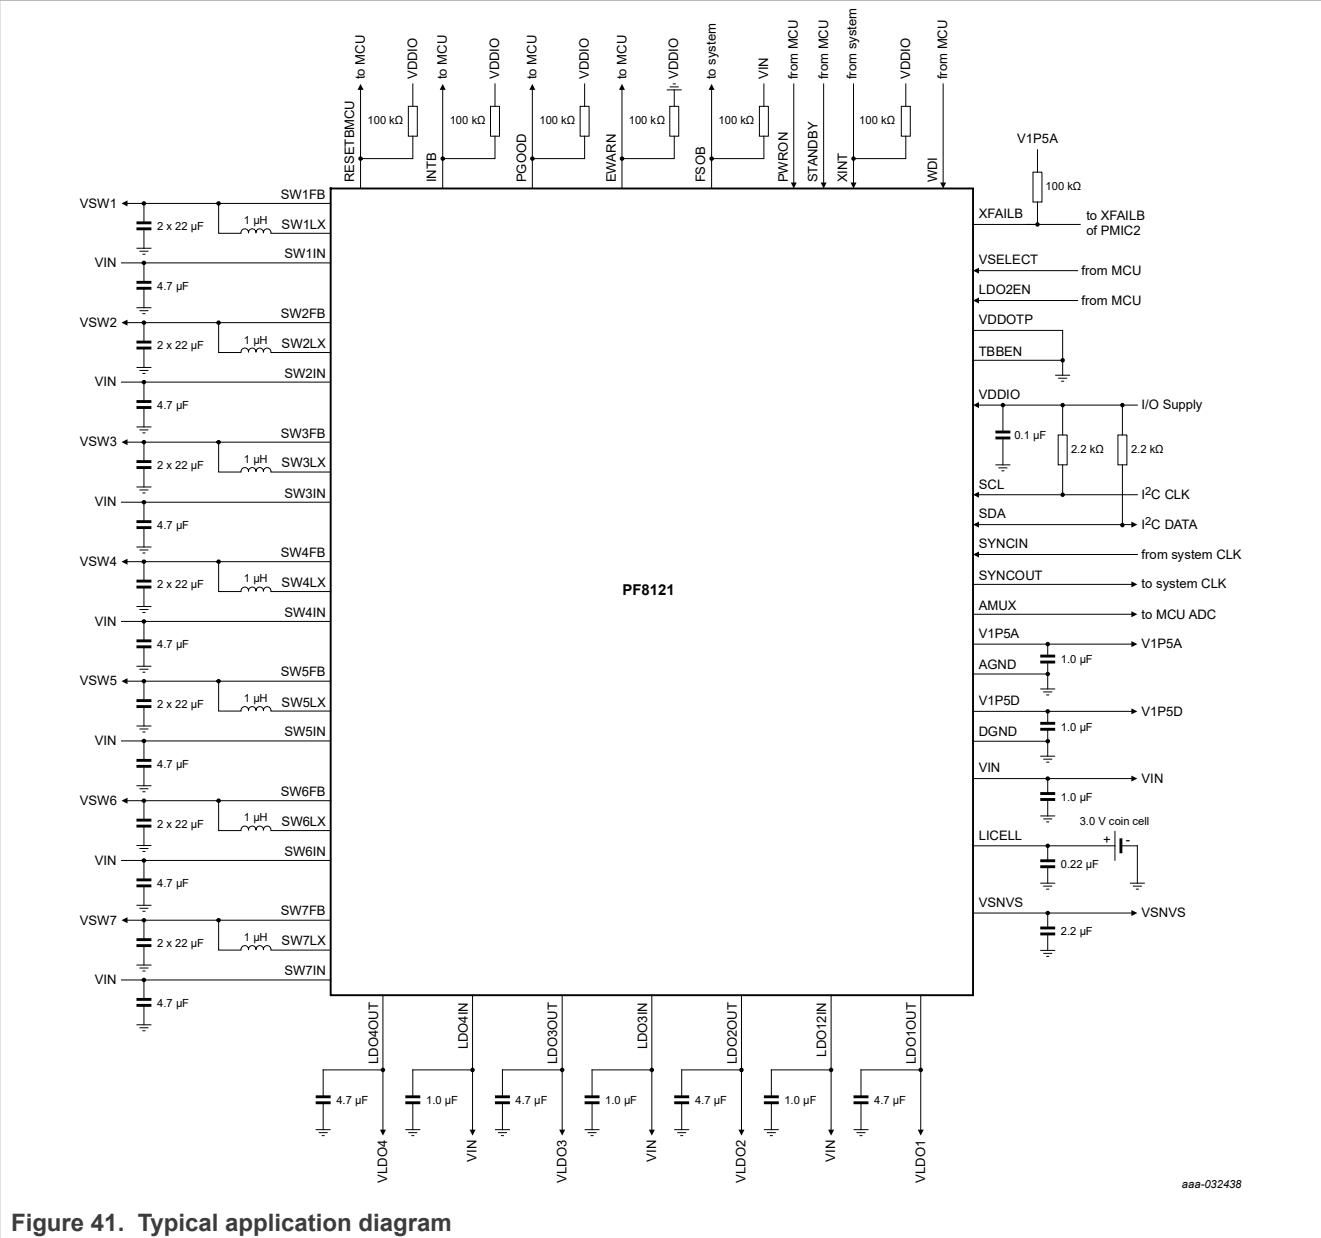 to MCU
VDDIO
to MCU
VDDIO
to MCU
VDDIO
to MCU
VDDIO
to system
VIN
from MCU
from MCU
from system
VDDIO
from MCU
100 kΩ
100 kΩ
100 kΩ
100 kΩ
100 kΩ
100 kΩ
RESETBMCU
INTB
PGOOD
EWARN
FSOB
PWRON
STANDBY
XINT
WDI
VSW1
2 x 22 µF
1 µH
SW1FB
SW1LX
VIN
4.7 µF
SW1IN
VSW2
2 x 22 µF
1 µH
SW2FB
SW2LX
VIN
4.7 µF
SW2IN
VSW3
2 x 22 µF
1 µH
SW3FB
SW3LX
VIN
4.7 µF
SW3IN
VSW4
2 x 22 µF
1 µH
SW4FB
SW4LX
VIN
4.7 µF
SW4IN
VSW5
2 x 22 µF
1 µH
SW5FB
SW5LX
VIN
4.7 µF
SW5IN
VSW6
2 x 22 µF
1 µH
SW6FB
SW6LX
VIN
4.7 µF
SW6IN
VSW7
2 x 22 µF
1 µH
SW7FB
SW7LX
VIN
4.7 µF
SW7IN
PF8121
V1P5A
100 kΩ
XFAILB
to XFAILB
of PMIC2
VSELECT
from MCU
LDO2EN
from MCU
VDDOTP
TBBEN
VDDIO
I/O Supply
0.1 µF
2.2 kΩ
2.2 kΩ
SCL
I2C CLK
SDA
I2C DATA
SYNCIN
from system CLK
SYNCOUT
to system CLK
AMUX
to MCU ADC
V1P5A
V1P5A
1.0 µF
AGND
V1P5D
V1P5D
1.0 µF
DGND
VIN
VIN
1.0 µF
3.0 V coin cell
LICELL
+ -
0.22 µF
VSNVS
VSNVS
2.2 µF
LDO4OUT
LDO4IN
LDO3OUT
LDO3IN
LDO2OUT
LDO12IN
LDO1OUT
4.7 µF
1.0 µF
4.7 µF
1.0 µF
4.7 µF
1.0 µF
4.7 µF
VLDO4
VIN
VLDO3
VIN
VLDO2
VIN
VLDO1
aaa-032438
Figure 41. Typical application diagram